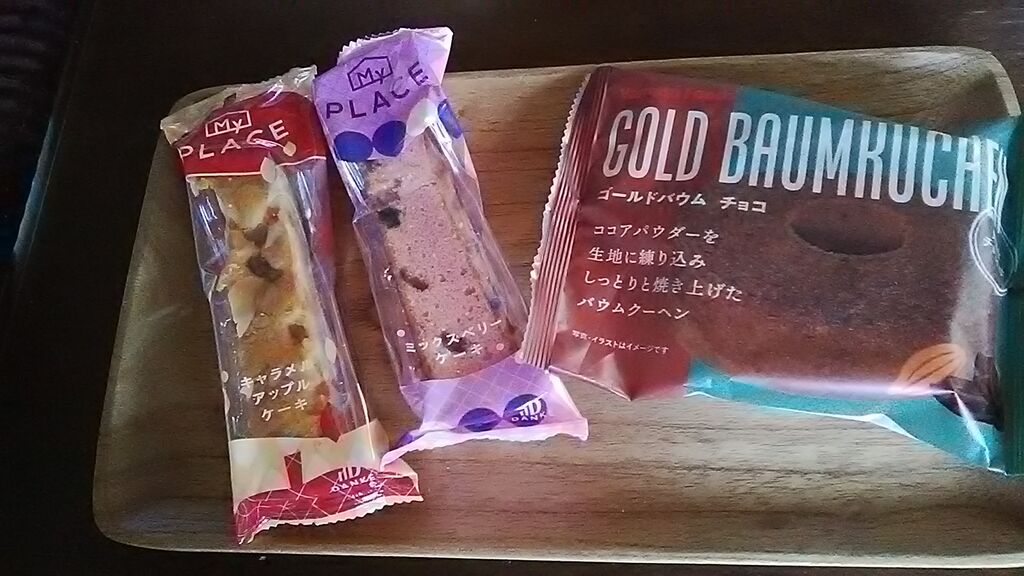 My
PLACE
キャラメル
アップル
ケーキ
My
PLACE
ミックスベリー
ケーキ
GOLD BAUMKUCHE
ゴールドバウム チョコ
ココアパウダーを
生地に練り込み
しっとりと焼き上げた
バウムクーヘン
写真・イラストはイメージです